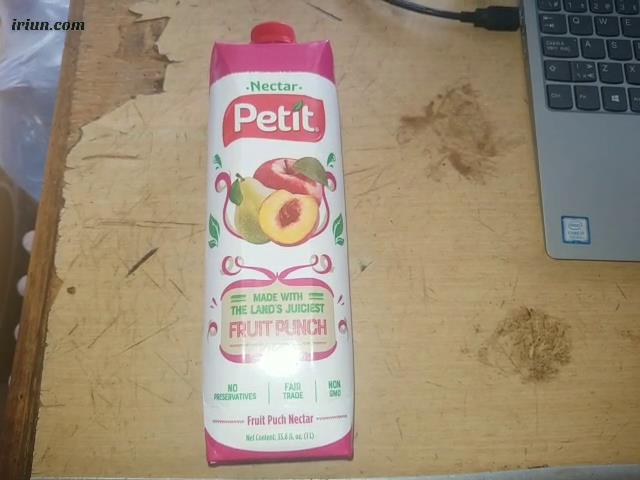 iriun.com
·Nectar·
Petit®
MADE WITH
THE LAND'S JUICIEST
FRUIT PUNCH
NO
PRESERVATIVES
FAIR
TRADE
NON
GMO
Fruit Puch Nectar
Net Content: 33.8 fl. oz. (1L)
intel